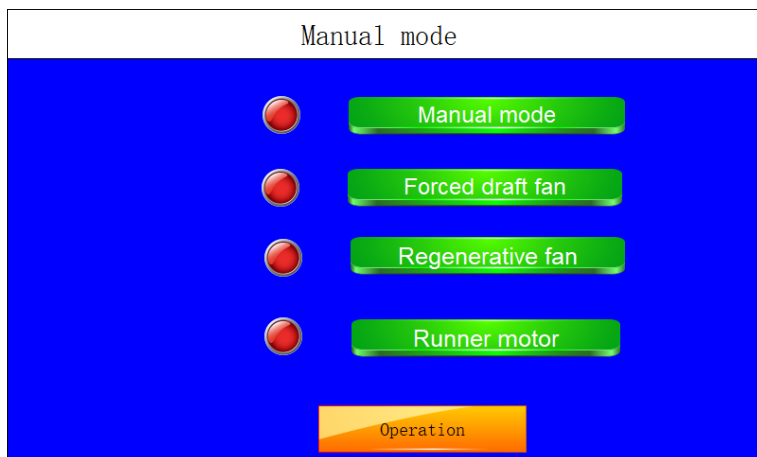 Manual mode
Manual mode
Forced draft fan
Regenerative fan
Runner motor
Operation